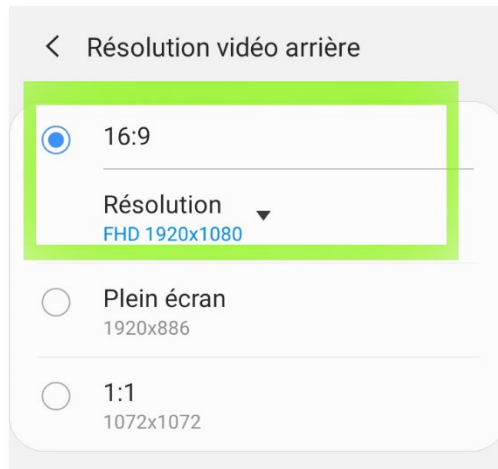 Résolution vidéo arrière
16:9
Résolution
FHD 1920x1080
Plein écran
1920x886
1:1
1072x1072